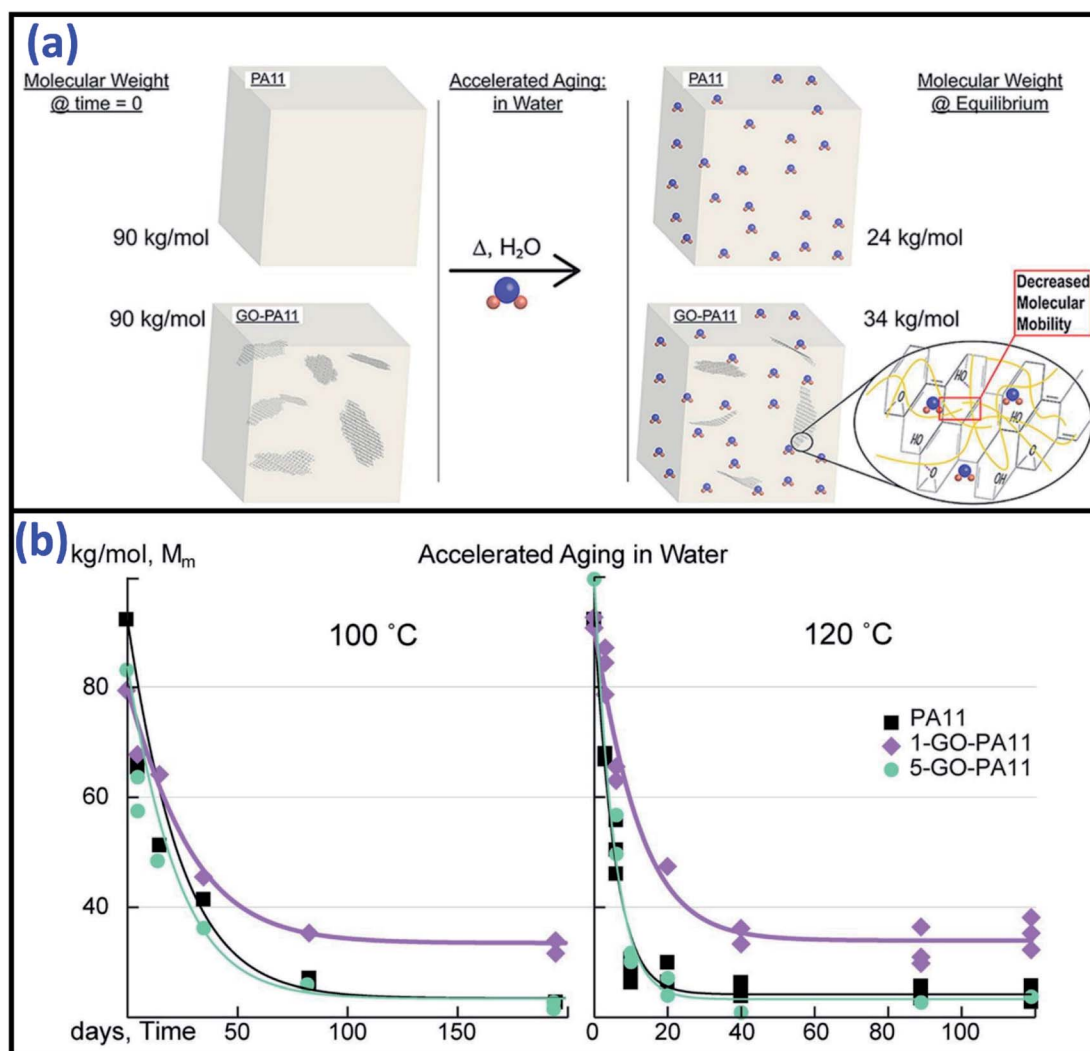 (a)
Molecular Weight
@ time = 0
PA11
Accelerated Aging:
in Water
PA11
Molecular Weight
@ Equilibrium
90 kg/mol
Δ, H₂O
24 kg/mol
90 kg/mol
GO-PA11
GO-PA11
34 kg/mol
Decreased
Molecular
Mobility
HO
O
HO
HO
O
O
OH
(b)
kg/mol, Mm
Accelerated Aging in Water
100 ˚C
120 ˚C
80
60
40
PA11
1-GO-PA11
5-GO-PA11
days, Time
50
150
0
20
40
60
80
100